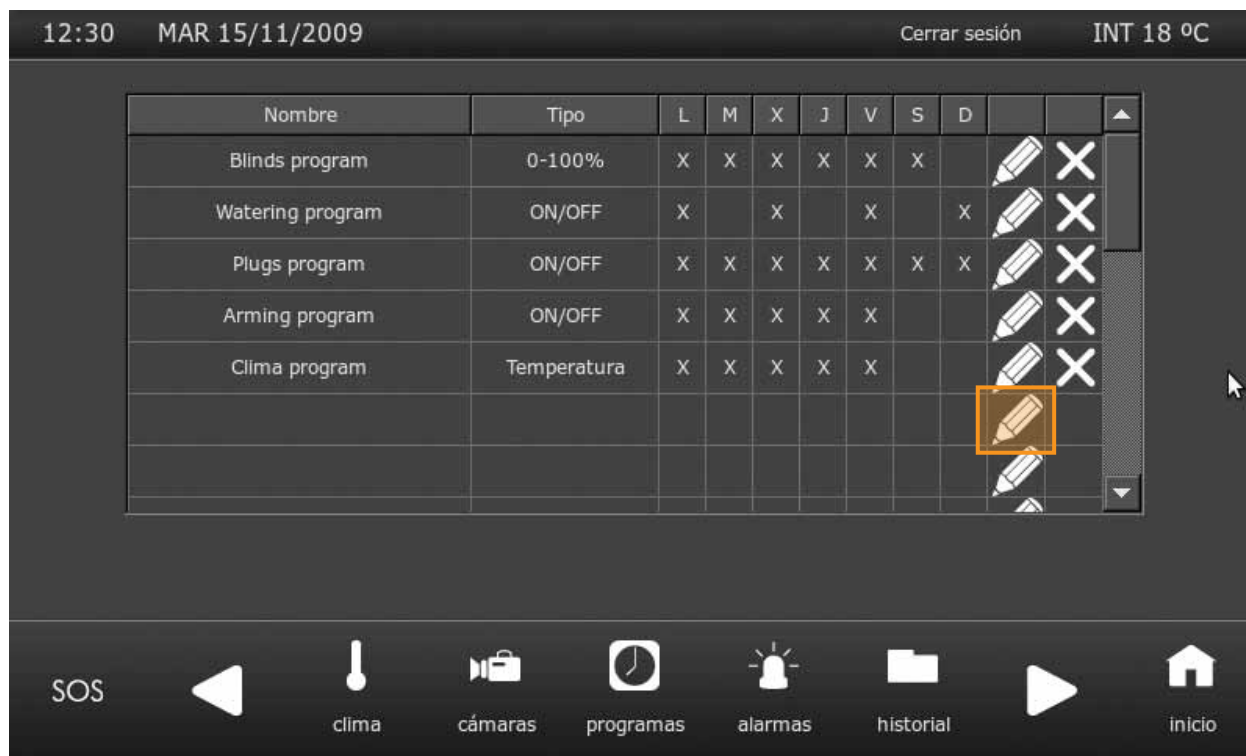 12:30 MAR 15/11/2009 Cerrar sesión INT 18 ºC
Nombre Tipo L M X J V S D
Blinds program 0-100% X X X X X X
Watering program ON/OFF X X X X
Plugs program ON/OFF X X X X X X X
Arming program ON/OFF X X X X X
Clima program Temperatura X X X X X
SOS clima cámaras programas alarmas historial inicio